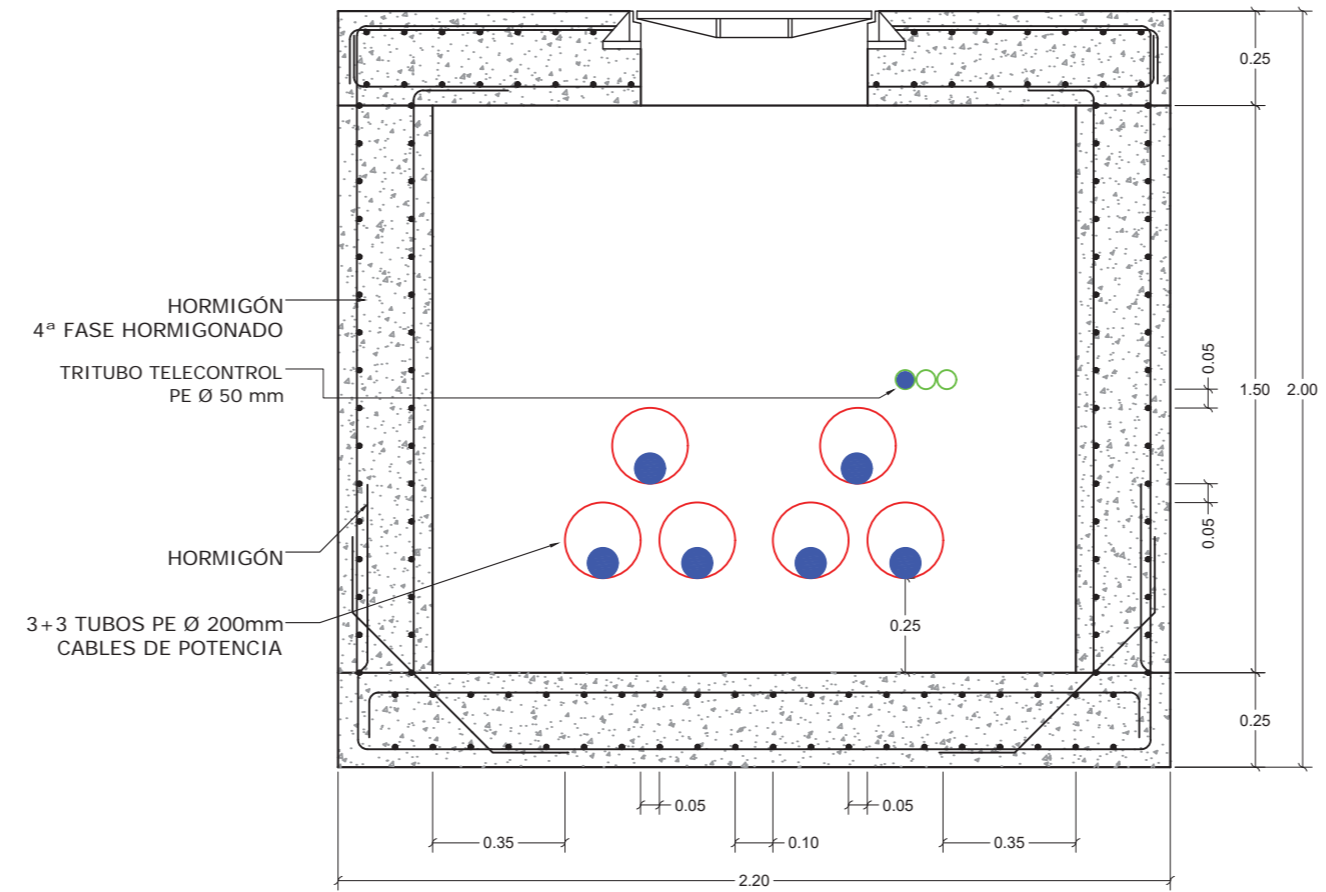 0.25
HORMIGÓN
4ª FASE HORMIGONADO
TRITUBO TELECONTROL
PE Ø 50 mm
0.05
1.50
2.00
HORMIGÓN
0.05
3+3 TUBOS PE Ø 200mm
CABLES DE POTENCIA
0.25
0.25
0.05
0.05
0.35
0.10
0.35
2.20